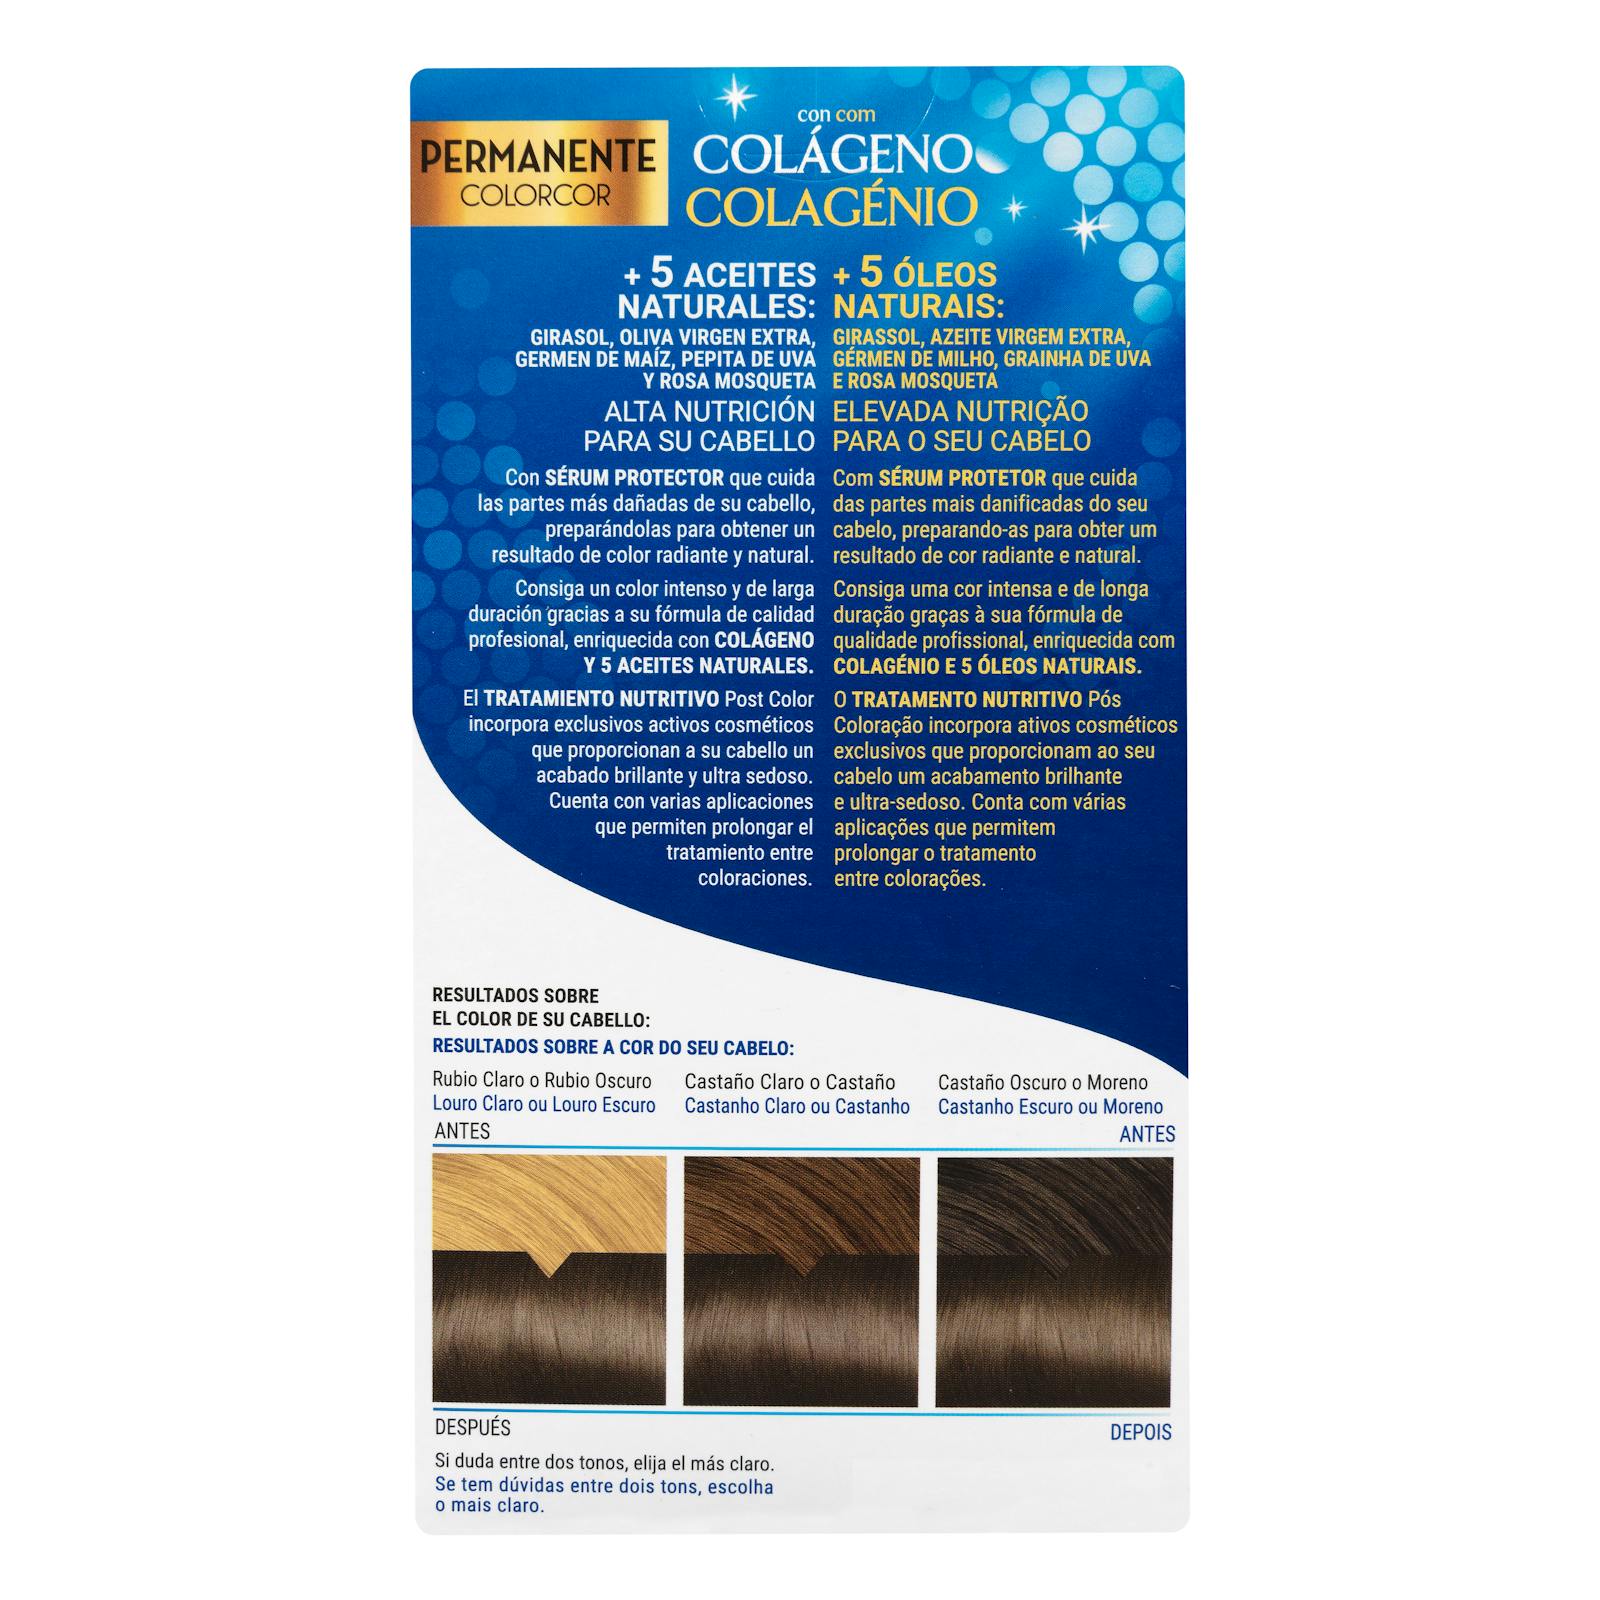 PERMANENTE
COLORCOR
con com
COLÁGENO
COLAGÉNIO
+ 5 ACEITES
NATURALES:
GIRASOL, OLIVA VIRGEN EXTRA,
GERMEN DE MAÍZ, PEPITA DE UVA
Y ROSA MOSQUETA
ALTA NUTRICIÓN
PARA SU CABELLO
Con SÉRUM PROTECTOR que cuida
las partes más dañadas de su cabello,
preparándolas para obtener un
resultado de color radiante y natural.
Consiga un color intenso y de larga
duración gracias a su fórmula de calidad
profesional, enriquecida con COLÁGENO
Y 5 ACEITES NATURALES.
El TRATAMIENTO NUTRITIVO Post Color
incorpora exclusivos activos cosméticos
que proporcionan a su cabello un
acabado brillante y ultra sedoso.
Cuenta con varias aplicaciones
que permiten prolongar el
tratamiento entre
coloraciones.
+ 5 ÓLEOS
NATURAIS:
GIRASSOL, AZEITE VIRGEM EXTRA,
GÉRMEN DE MILHO, GRAINHA DE UVA
E ROSA MOSQUETA
ELEVADA NUTRIÇÃO
PARA O SEU CABELO
Com SÉRUM PROTETOR que cuida
das partes mais danificadas do seu
cabelo, preparando-as para obter um
resultado de cor radiante e natural.
Consiga uma cor intensa e de longa
duração graças à sua fórmula de
qualidade profissional, enriquecida com
COLAGÉNIO E 5 ÓLEOS NATURAIS.
O TRATAMENTO NUTRITIVO Pós
Coloração incorpora ativos cosméticos
exclusivos que proporcionam ao seu
cabelo um acabamento brilhante
e ultra-sedoso. Conta com várias
aplicações que permitem
prolongar o tratamento
entre colorações.
RESULTADOS SOBRE
EL COLOR DE SU CABELLO:
RESULTADOS SOBRE A COR DO SEU CABELO:
Rubio Claro o Rubio Oscuro
Louro Claro ou Louro Escuro
Castaño Claro o Castaño
Castanho Claro ou Castanho
Castaño Oscuro o Moreno
Castanho Escuro ou Moreno
ANTES
ANTES
DESPUÉS
DEPOIS
Si duda entre dos tonos, elija el más claro.
Se tem dúvidas entre dois tons, escolha
o mais claro.